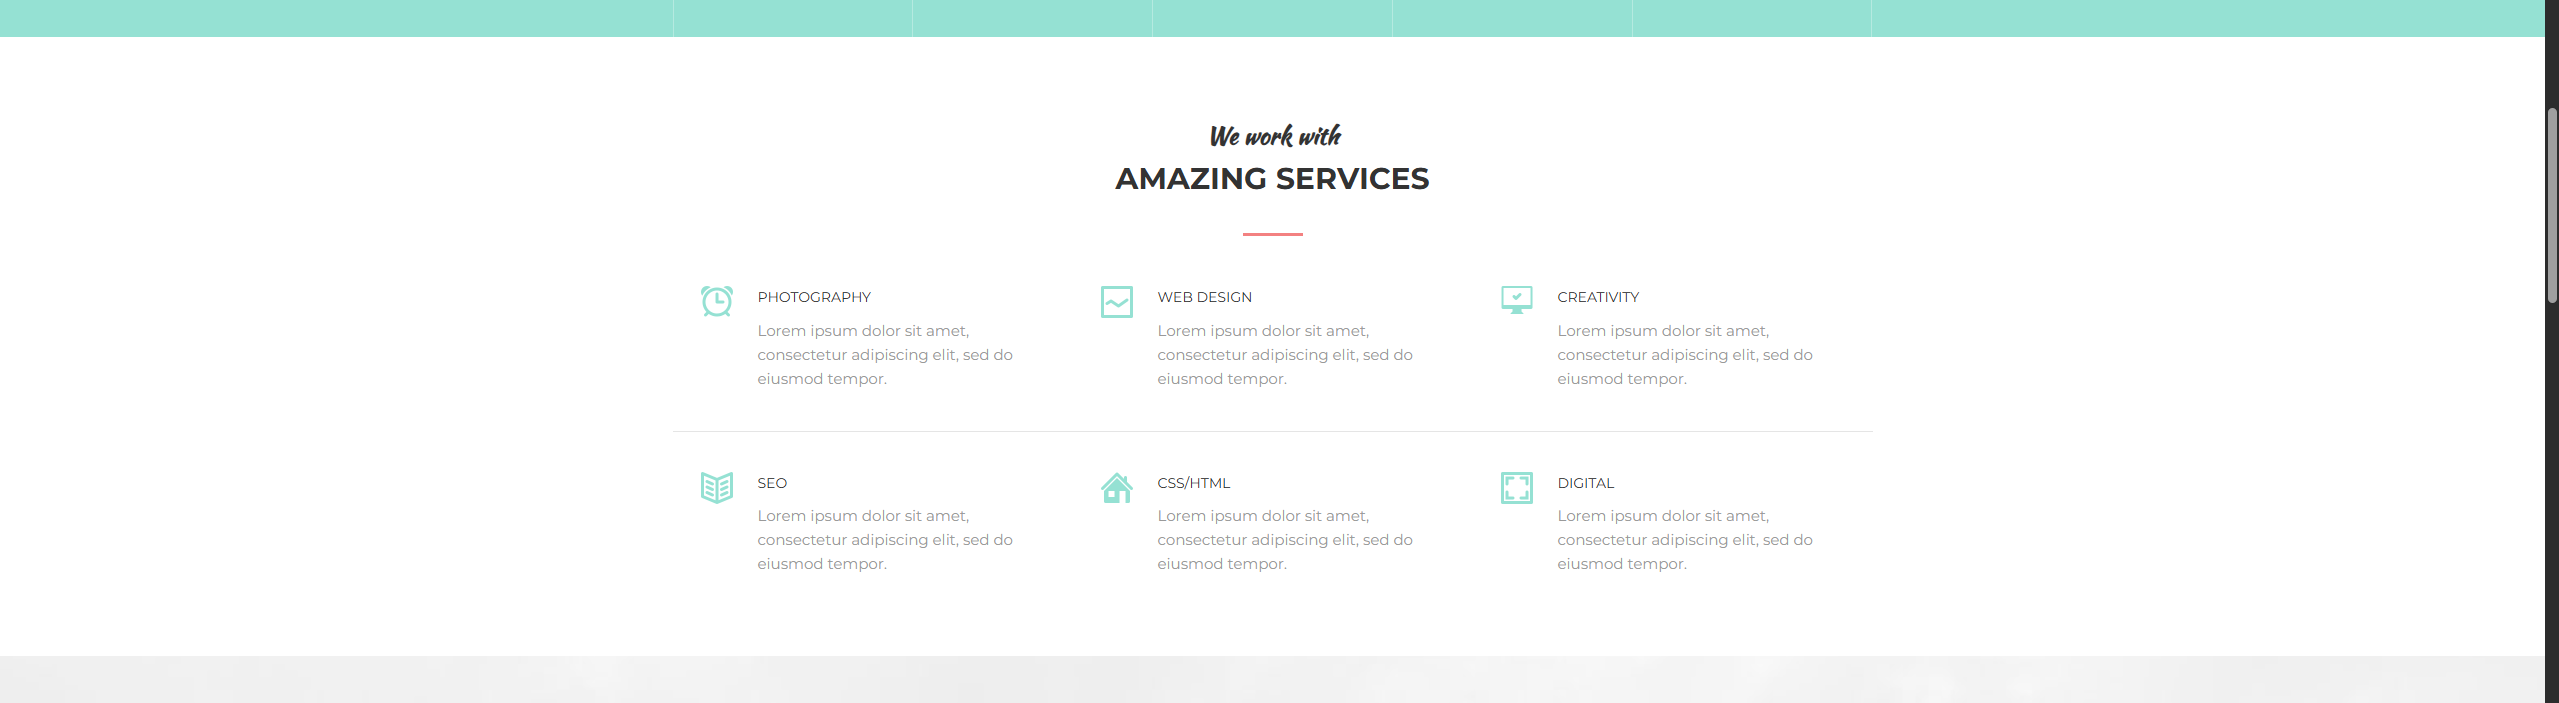 We work with
AMAZING SERVICES
PHOTOGRAPHY
Lorem ipsum dolor sit amet,
consectetur adipiscing elit, sed do
eiusmod tempor.
WEB DESIGN
Lorem ipsum dolor sit amet,
consectetur adipiscing elit, sed do
eiusmod tempor.
CREATIVITY
Lorem ipsum dolor sit amet,
consectetur adipiscing elit, sed do
eiusmod tempor.
SEO
Lorem ipsum dolor sit amet,
consectetur adipiscing elit, sed do
eiusmod tempor.
CSS/HTML
Lorem ipsum dolor sit amet,
consectetur adipiscing elit, sed do
eiusmod tempor.
DIGITAL
Lorem ipsum dolor sit amet,
consectetur adipiscing elit, sed do
eiusmod tempor.